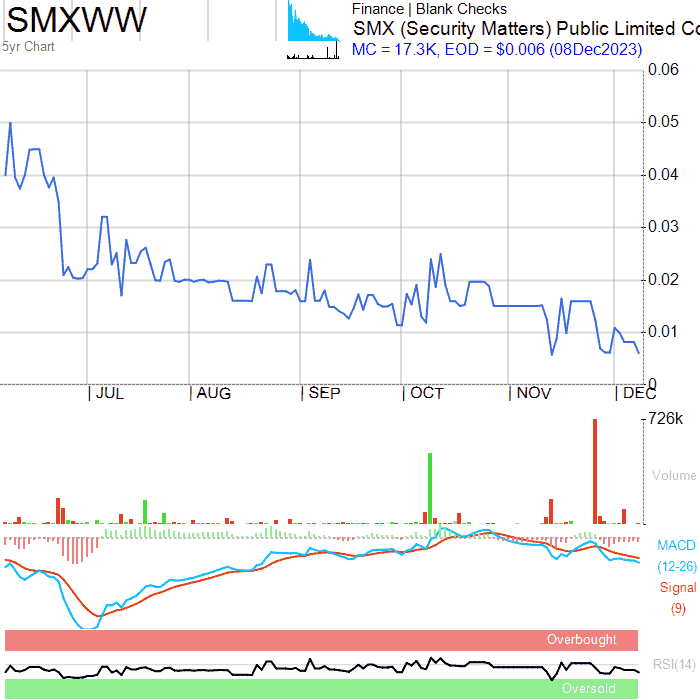 SMXWW
5yr Chart
Finance | Blank Checks
SMX (Security Matters) Public Limited Co
MC = 17.3K, EOD = $0.006 (08Dec2023)
0.06
0.05
0.04
0.03
0.02
0.01
0
JUL AUG SEP OCT NOV DEC
726k
Volume
MACD
(12-26)
Signal
(9)
Overbought
RSI(14)
Oversold